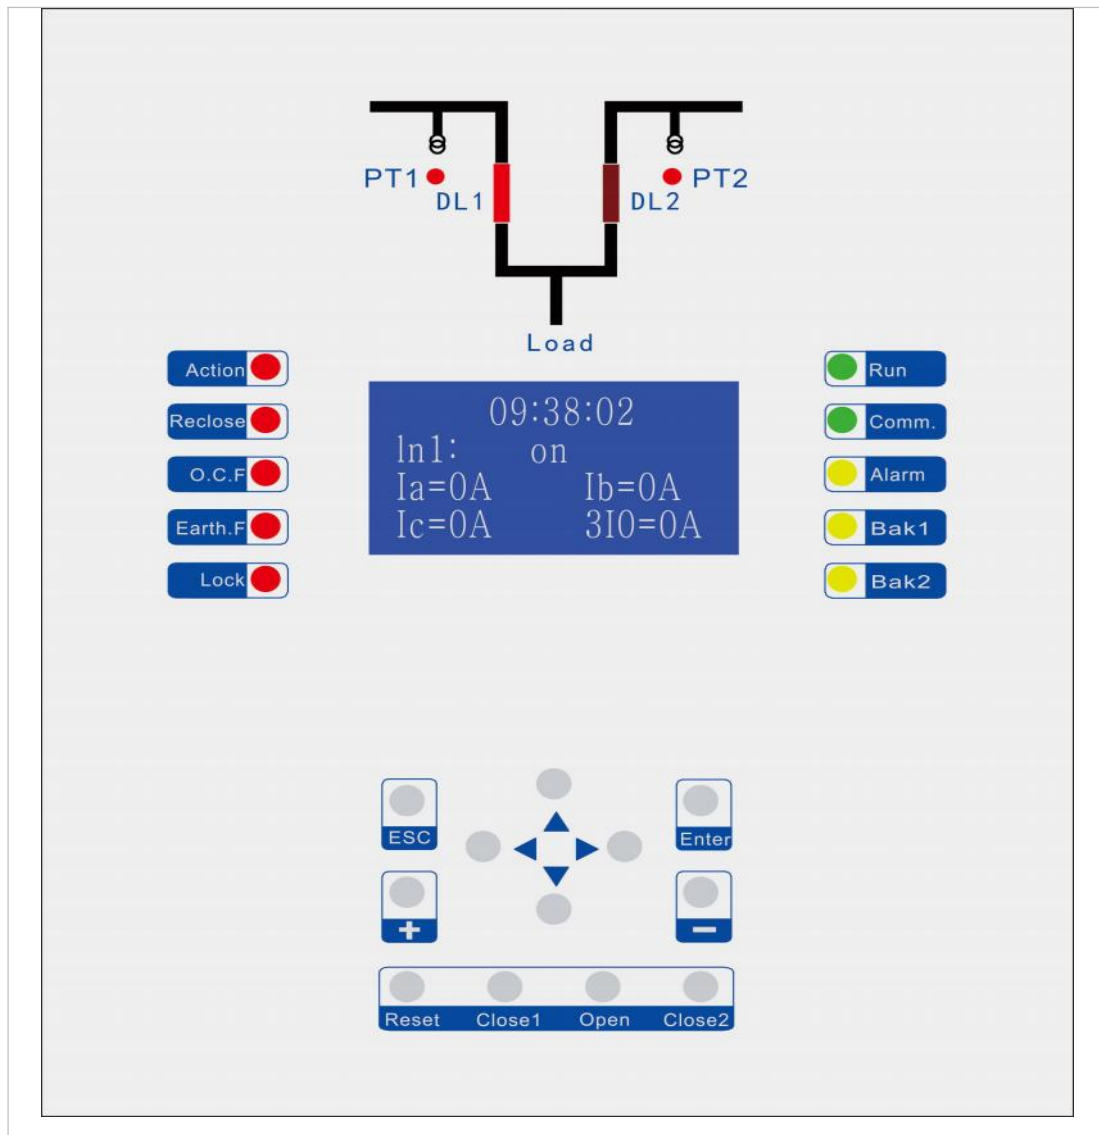 PT1
PT2
DL1
DL2
Load
Action
Run
09:38:02
Reclose
Comm.
ln1: on
O.C.F
Alarm
Ia=0A Ib=0A
Earth.F
Bak1
Ic=0A 3I0=0A
Lock
Bak2
ESC
Enter
+
−
Reset Close1 Open Close2